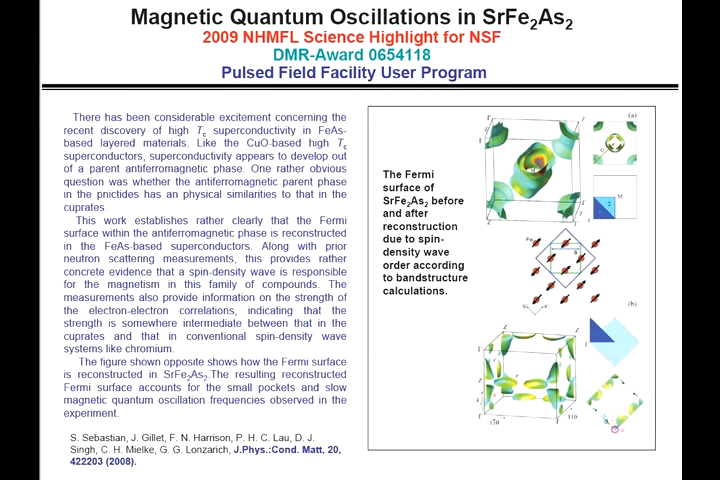 Magnetic Quantum Oscillations in SrFe₂As₂
2009 NHMFL Science Highlight for NSF
DMR-Award 0654118
Pulsed Field Facility User Program
There has been considerable excitement concerning the
recent discovery of high Tc superconductivity in FeAs-
based layered materials. Like the CuO-based high Tc
superconductors, superconductivity appears to develop out
of a parent antiferromagnetic phase. One rather obvious
question was whether the antiferromagnetic parent phase
in the pnictides has an physical similarities to that in the
cuprates.
This work establishes rather clearly that the Fermi
surface within the antiferromagnetic phase is reconstructed
in the FeAs-based superconductors. Along with prior
neutron scattering measurements, this provides rather
concrete evidence that a spin-density wave is responsible
for the magnetism in this family of compounds. The
measurements also provide information on the strength of
the electron-electron correlations, indicating that the
strength is somewhere intermediate between that in the
cuprates and that in conventional spin-density wave
systems like chromium.
The figure shown opposite shows how the Fermi surface
is reconstructed in SrFe₂As₂.The resulting reconstructed
Fermi surface accounts for the small pockets and slow
magnetic quantum oscillation frequencies observed in the
experiment.
S. Sebastian, J. Gillet, F. N. Harrison, P. H. C. Lau, D. J.
Singh, C. H. Mielke, G. G. Lonzarich, J.Phys.:Cond. Matt, 20,
422203 (2008).
The Fermi
surface of
SrFe₂As₂ before
and after
reconstruction
due to spin-
density wave
order according
to bandstructure
calculations.
(a)
M
(b)
110
110